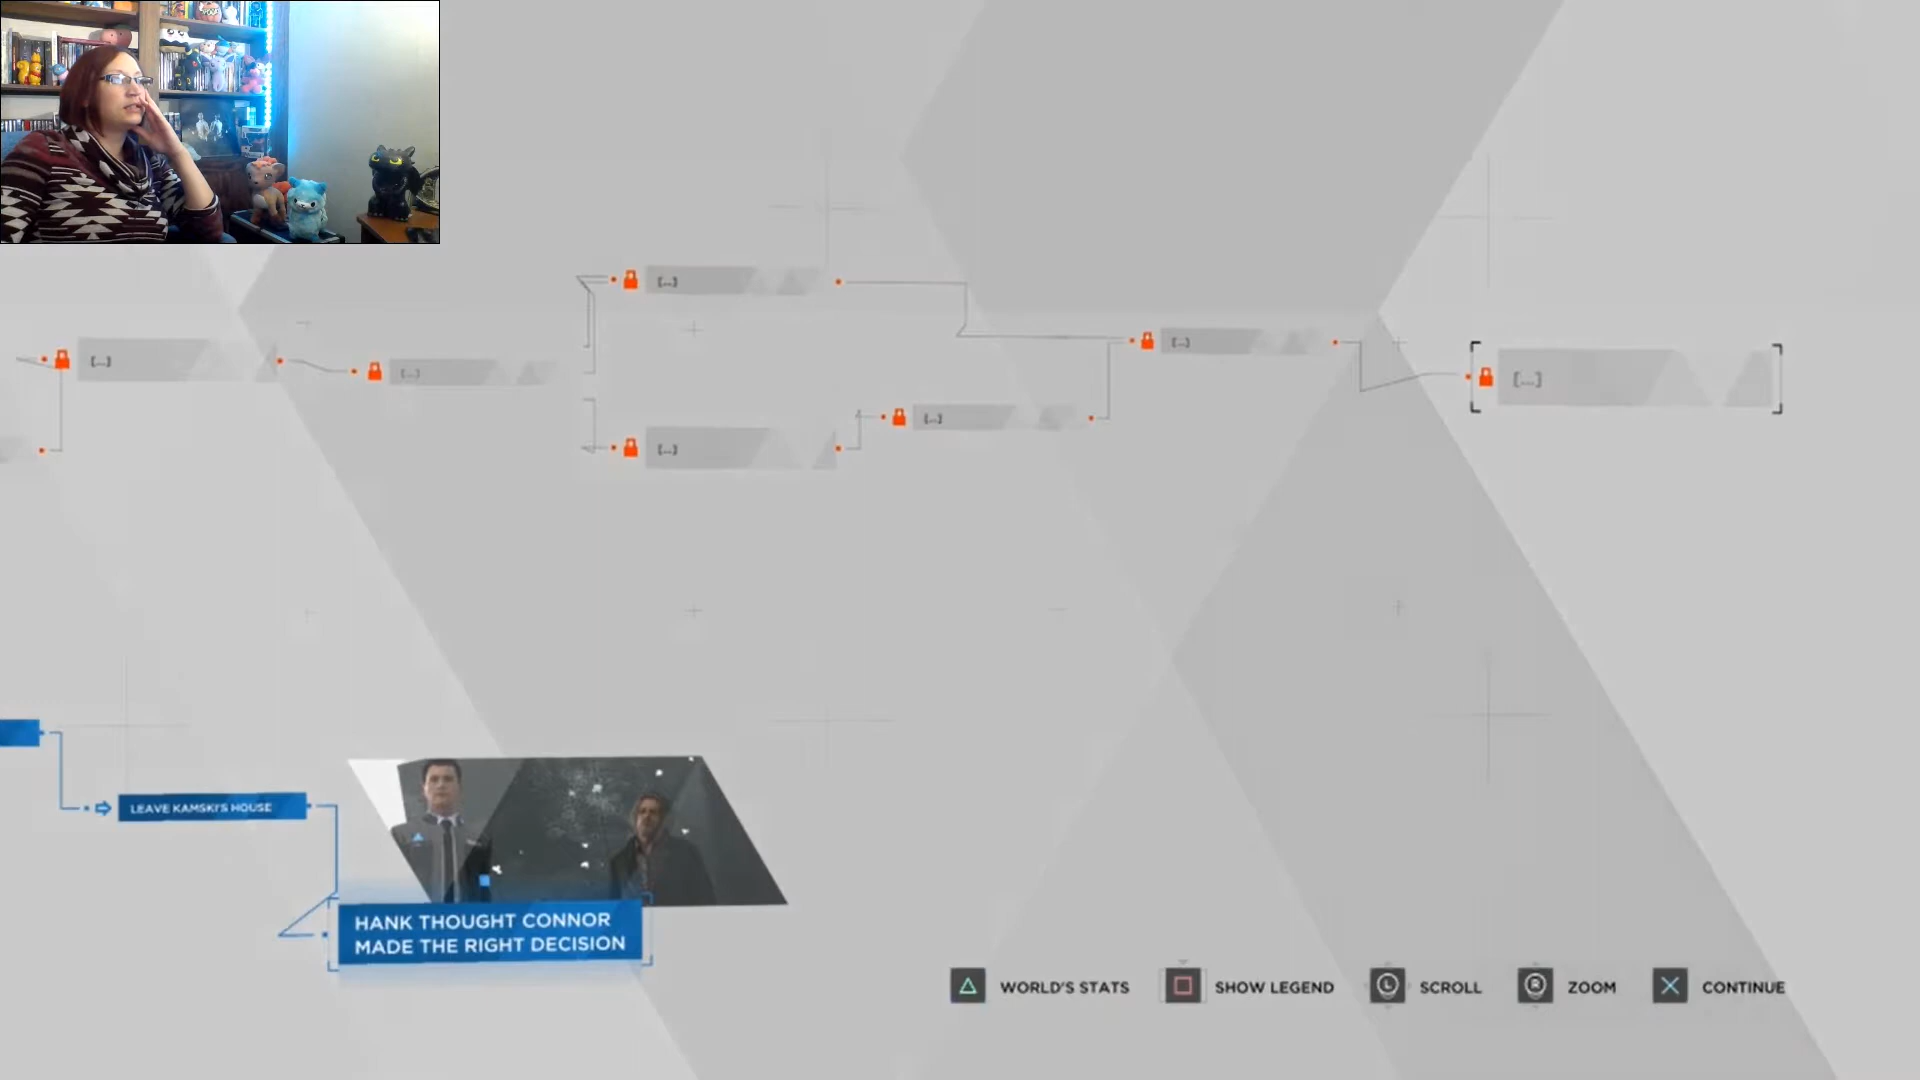 [...]
[...]
[...]
[...]
[...]
[...]
[...]
LEAVE KAMSKI'S HOUSE
HANK THOUGHT CONNOR
MADE THE RIGHT DECISION
WORLD'S STATS
SHOW LEGEND
L
SCROLL
R
ZOOM
CONTINUE